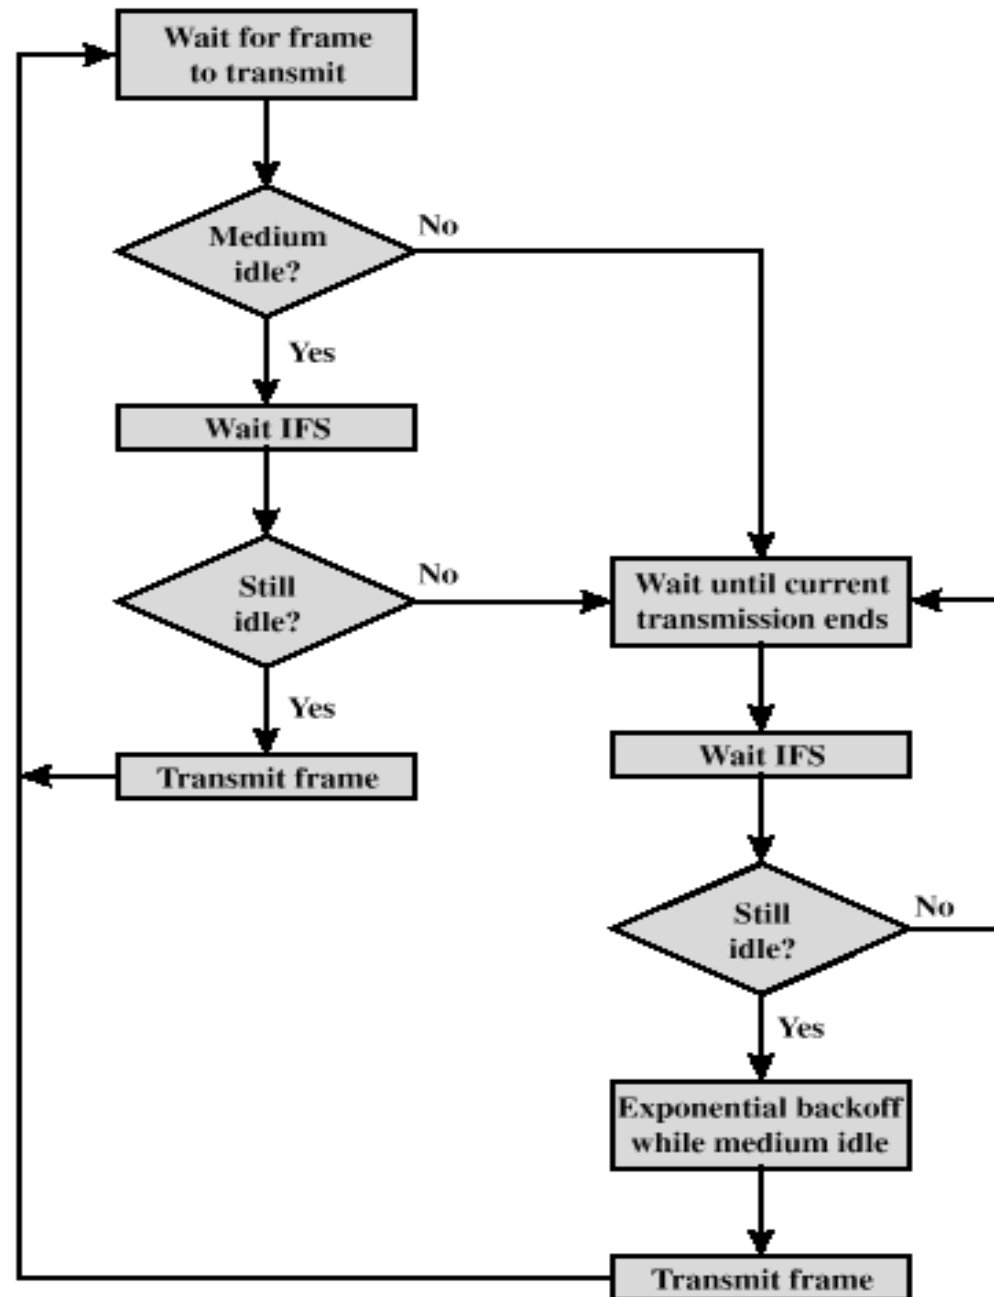 Wait for frame
to transmit
Medium
idle?
No
Yes
Wait IFS
Still
idle?
No
Yes
Transmit frame
Wait until current
transmission ends
Wait IFS
Still
idle?
No
Yes
Exponential backoff
while medium idle
Transmit frame